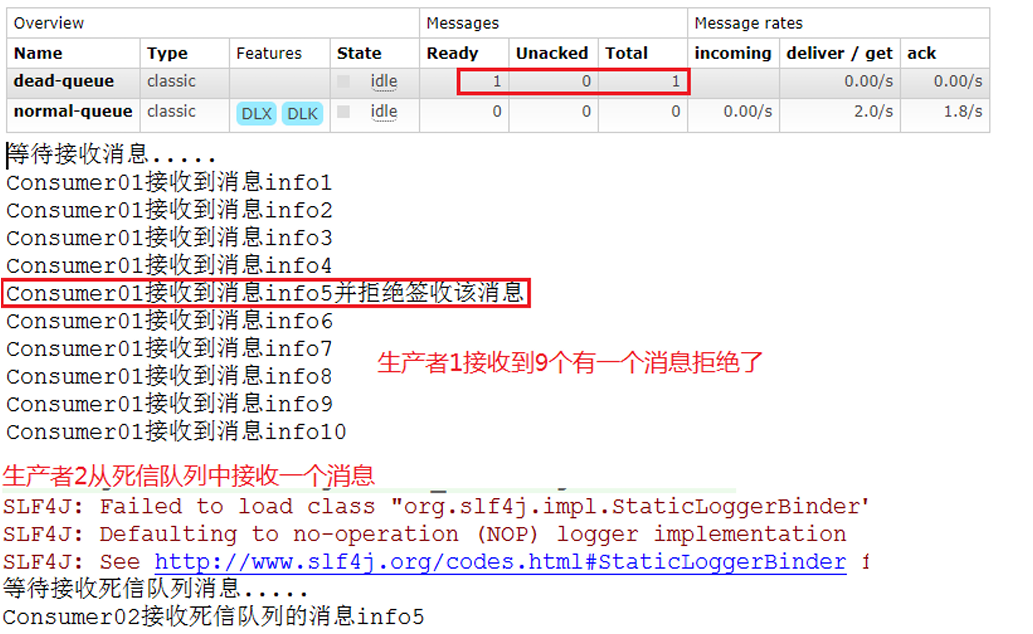 Overview Messages Message rates
Name Type Features State Ready Unacked Total incoming deliver / get ack
dead-queue classic idle 1 0 1 0.00/s 0.00/s
normal-queue classic DLX DLK idle 0 0 0 0.00/s 2.0/s 1.8/s
等待接收消息.....
Consumer01接收到消息info1
Consumer01接收到消息info2
Consumer01接收到消息info3
Consumer01接收到消息info4
Consumer01接收到消息info5并拒绝签收该消息
Consumer01接收到消息info6
Consumer01接收到消息info7
生产者1接收到9个有一个消息拒绝了
Consumer01接收到消息info8
Consumer01接收到消息info9
Consumer01接收到消息info10
生产者2从死信队列中接收一个消息
SLF4J: Failed to load class "org.slf4j.impl.StaticLoggerBinder"
SLF4J: Defaulting to no-operation (NOP) logger implementation
SLF4J: See http://www.slf4j.org/codes.html#StaticLoggerBinder f
等待接收死信队列消息.....
Consumer02接收死信队列的消息info5